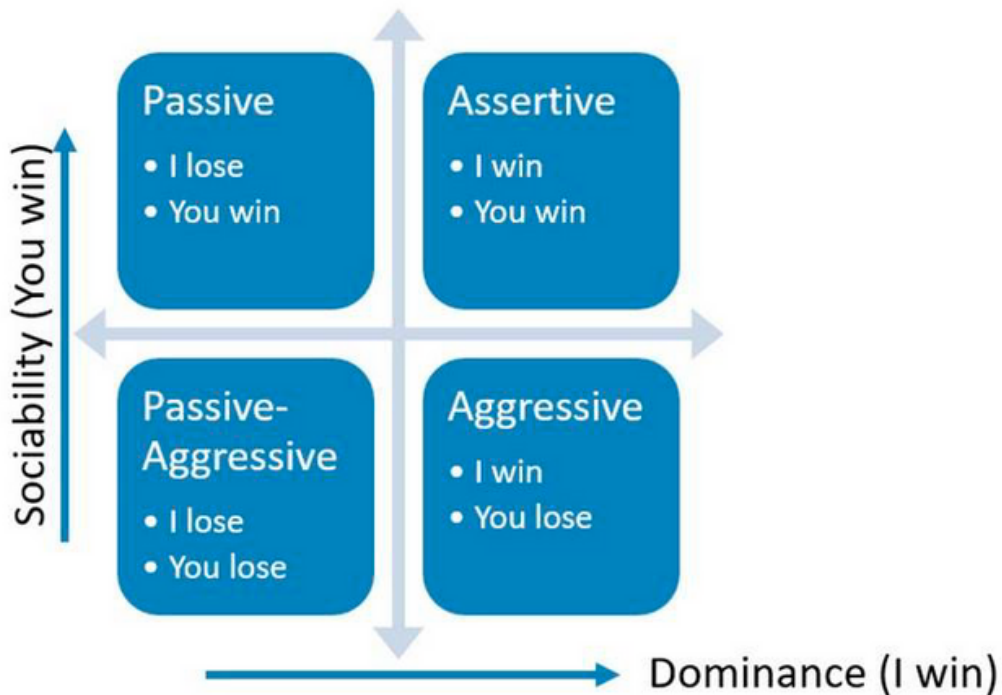 Sociability (You win)
Passive
• I lose
• You win
Assertive
• I win
• You win
Passive-
Aggressive
• I lose
• You lose
Aggressive
• I win
• You lose
Dominance (I win)